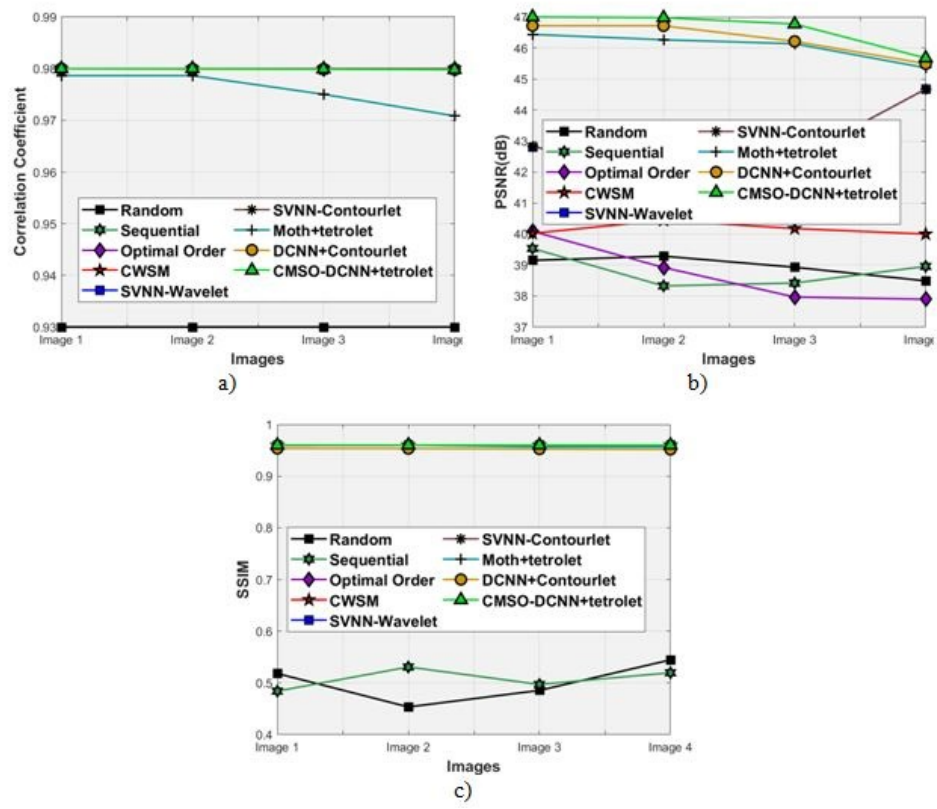 0.99
0.98
0.97
0.96
0.95
0.94
0.93
Correlation Coefficient
Random
Sequential
Optimal Order
CWSM
SVNN-Wavelet
SVNN-Contourlet
Moth+tetrolet
DCNN+Contourlet
CMSO-DCNN+tetrolet
Image 1
Image 2
Image 3
Image
Images
a)
47
46
45
44
43
42
41
40
39
38
37
PSNR(dB)
Random
Sequential
Optimal Order
CWSM
SVNN-Wavelet
SVNN-Contourlet
Moth+tetrolet
DCNN+Contourlet
CMSO-DCNN+tetrolet
Image 1
Image 2
Image 3
Image
Images
b)
1
0.9
0.8
0.7
0.6
0.5
0.4
SSIM
Random
Sequential
Optimal Order
CWSM
SVNN-Wavelet
SVNN-Contourlet
Moth+tetrolet
DCNN+Contourlet
CMSO-DCNN+tetrolet
Image 1
Image 2
Image 3
Image 4
Images
c)